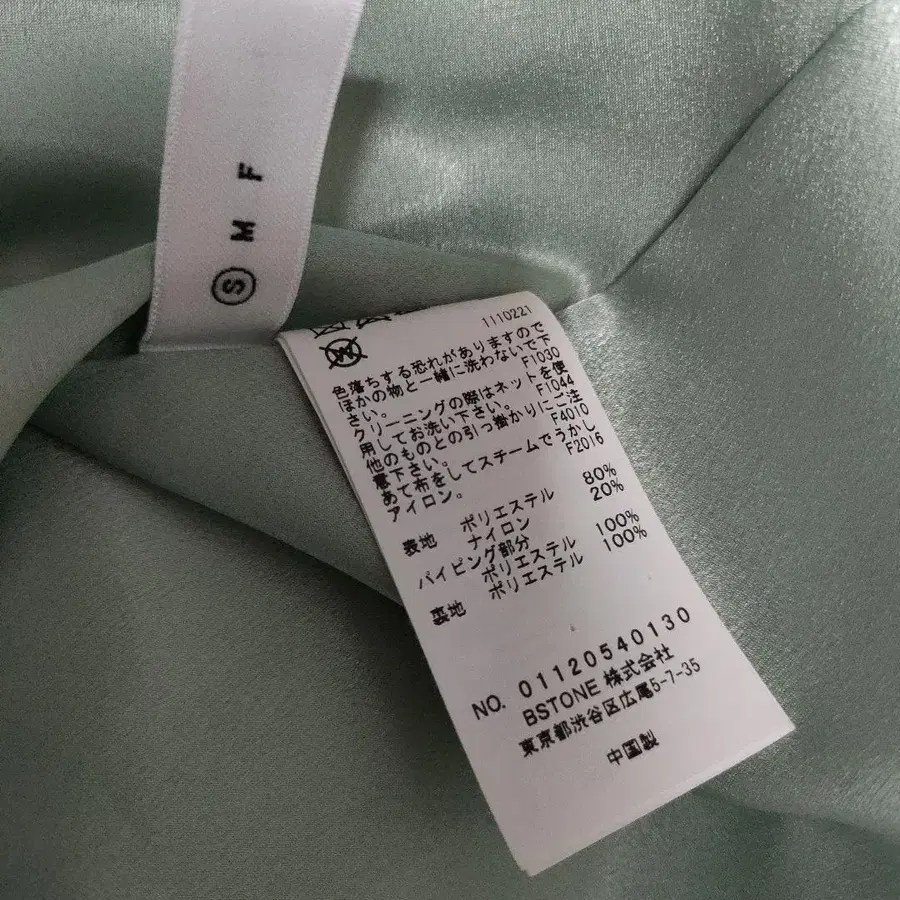 Ⓢ M F
1110221
色落ちする恐れがありますので
ほかの物と一緒に洗わないで下
さい。 F1030
クリーニングの際はネットを使
用してお洗い下さい。 F1044
他のものとの引っ掛かりにご注
意下さい。 F4010
あて布をしてスチームでうかし
アイロン。 F2016
表地 ポリエステル 80%
ナイロン 20%
パイピング部分
ポリエステル 100%
裏地 ポリエステル 100%
NO. 01120540130
BSTONE 株式会社
東京都渋谷区広尾5-7-35
中国製